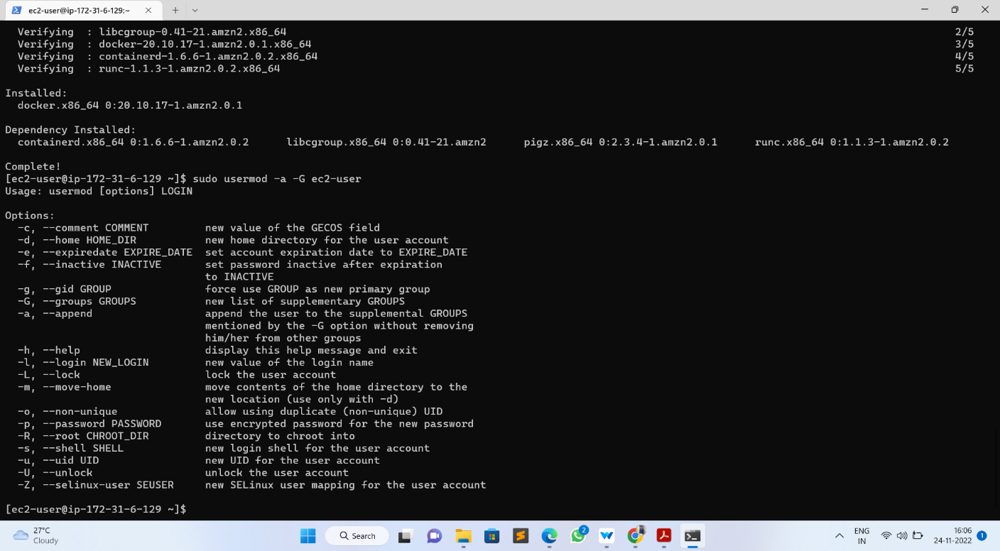 ec2-user@ip-172-31-6-129:~
Verifying : libcgroup-0.41-21.amzn2.x86_64 2/5
Verifying : docker-20.10.17-1.amzn2.0.1.x86_64 3/5
Verifying : containerd-1.6.6-1.amzn2.0.2.x86_64 4/5
Verifying : runc-1.1.3-1.amzn2.0.2.x86_64 5/5
Installed:
docker.x86_64 0:20.10.17-1.amzn2.0.1
Dependency Installed:
containerd.x86_64 0:1.6.6-1.amzn2.0.2 libcgroup.x86_64 0:0.41-21.amzn2 pigz.x86_64 0:2.3.4-1.amzn2.0.1 runc.x86_64 0:1.1.3-1.amzn2.0.2
Complete!
[ec2-user@ip-172-31-6-129 ~]$ sudo usermod -a -G ec2-user
Usage: usermod [options] LOGIN
Options:
-c, --comment COMMENT new value of the GECOS field
-d, --home HOME_DIR new home directory for the user account
-e, --expiredate EXPIRE_DATE set account expiration date to EXPIRE_DATE
-f, --inactive INACTIVE set password inactive after expiration
to INACTIVE
-g, --gid GROUP force use GROUP as new primary group
-G, --groups GROUPS new list of supplementary GROUPS
-a, --append append the user to the supplemental GROUPS
mentioned by the -G option without removing
him/her from other groups
-h, --help display this help message and exit
-l, --login NEW_LOGIN new value of the login name
-L, --lock lock the user account
-m, --move-home move contents of the home directory to the
new location (use only with -d)
-o, --non-unique allow using duplicate (non-unique) UID
-p, --password PASSWORD use encrypted password for the new password
-R, --root CHROOT_DIR directory to chroot into
-s, --shell SHELL new login shell for the user account
-u, --uid UID new UID for the user account
-U, --unlock unlock the user account
-Z, --selinux-user SEUSER new SELinux user mapping for the user account
[ec2-user@ip-172-31-6-129 ~]$
27°C
Cloudy
Search
2
ENG
IN
16:06
24-11-2022
1